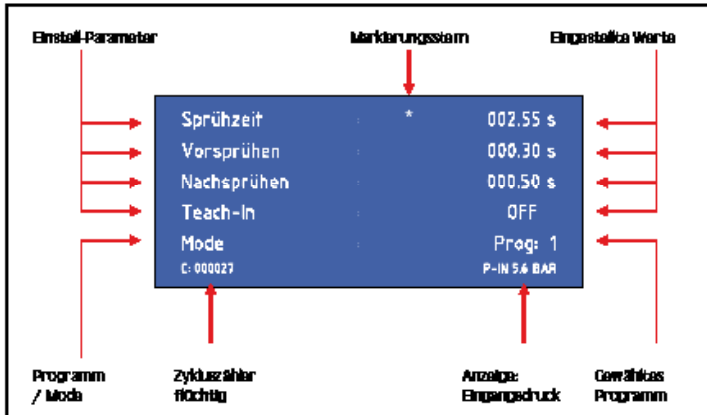 Einstell-Parameter Markierungsstern Eingestellte Werte
Sprühzeit : * 002.55 s
Vorsprühen : 000.30 s
Nachsprühen : 000.50 s
Teach-In : OFF
Mode : Prog: 1
C: 000027 P-IN 5.6 BAR
Programm Zykluszähler Anzeige: Gewähltes
/ Mode flüchtig Eingangsdruck Programm